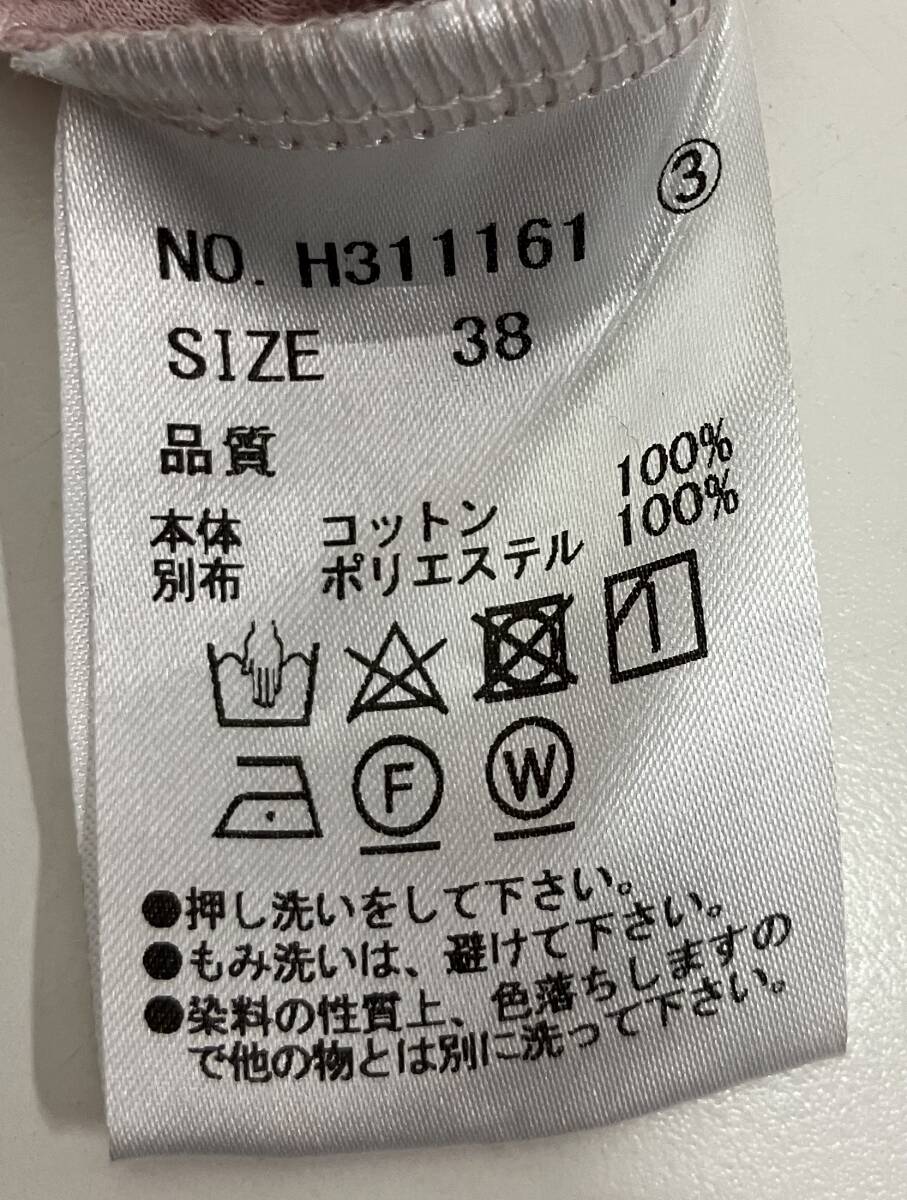 ③
NO. H311161
SIZE 38
品質
本体 コットン 100%
別布 ポリエステル 100%
F W
●押し洗いをして下さい。
●もみ洗いは、避けて下さい。
●染料の性質上、色落ちしますの
で他の物とは別に洗って下さい。